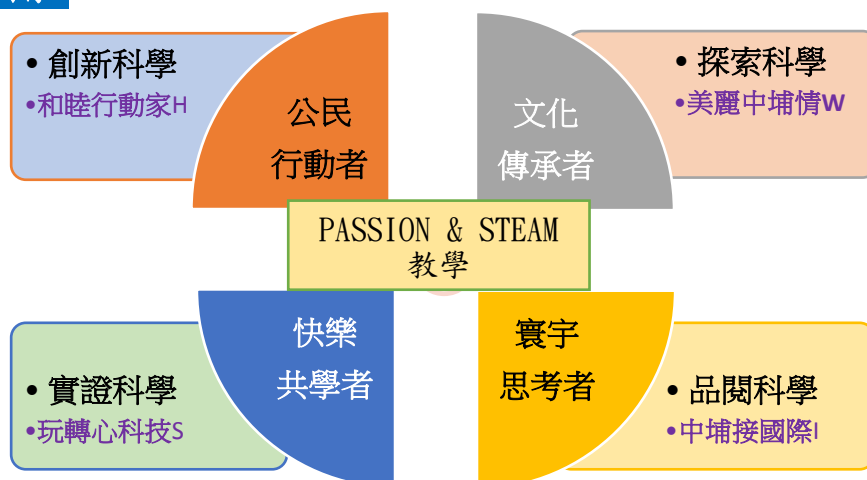 • 創新科學
•和睦行動家H
公民
行動者
文化
傳承者
• 探索科學
•美麗中埔情W
PASSION & STEAM
教學
• 實證科學
•玩轉心科技S
快樂
共學者
寰宇
思考者
• 品閱科學
•中埔接國際I